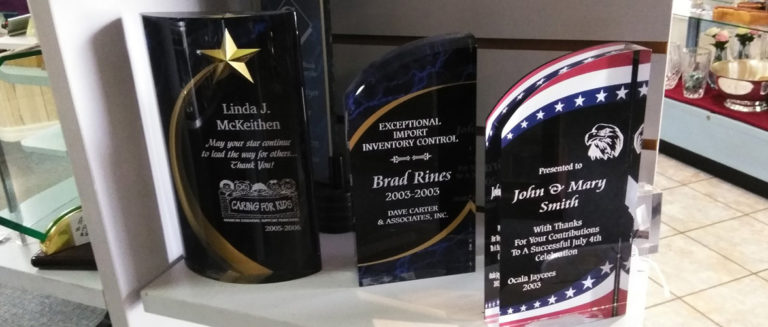 Linda J.
McKeithen
May your star continue
to lead the way for others...
Thank You!
CARING FOR KIDS
2005-2006
EXCEPTIONAL
IMPORT
INVENTORY CONTROL
Brad Rines
2003-2003
DAVE CARTER
& ASSOCIATES, INC.
Presented to
John & Mary
Smith
With Thanks
For Your Contributions
To A Successful July 4th
Celebration
Ocala Jaycees
2003